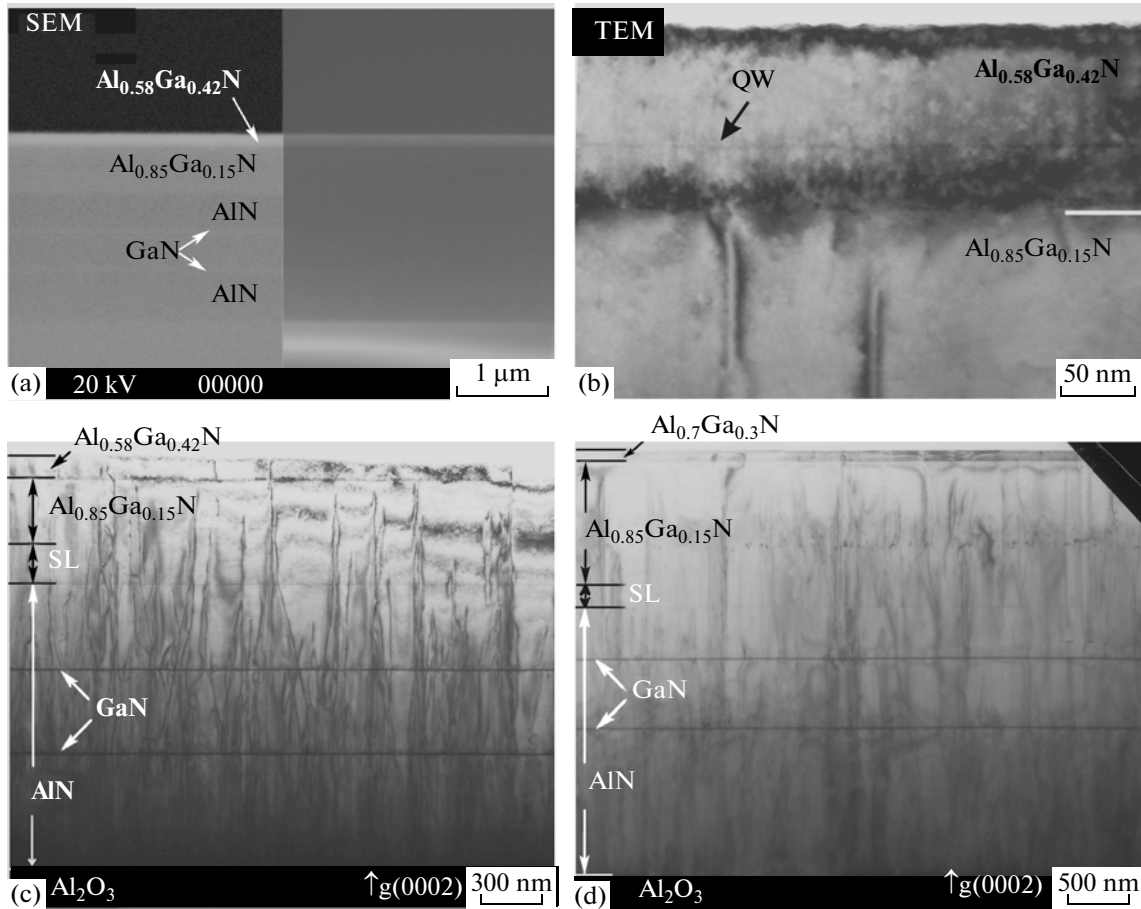 SEM
Al0.58Ga0.42N
Al0.85Ga0.15N
AlN
GaN
AlN
(a)
20 kV 00000
1 μm
TEM
Al0.58Ga0.42N
QW
Al0.85Ga0.15N
(b)
50 nm
Al0.58Ga0.42N
Al0.85Ga0.15N
SL
GaN
AlN
(c)
Al2O3
↑g(0002)
300 nm
Al0.7Ga0.3N
Al0.85Ga0.15N
SL
GaN
AlN
(d)
Al2O3
↑g(0002)
500 nm